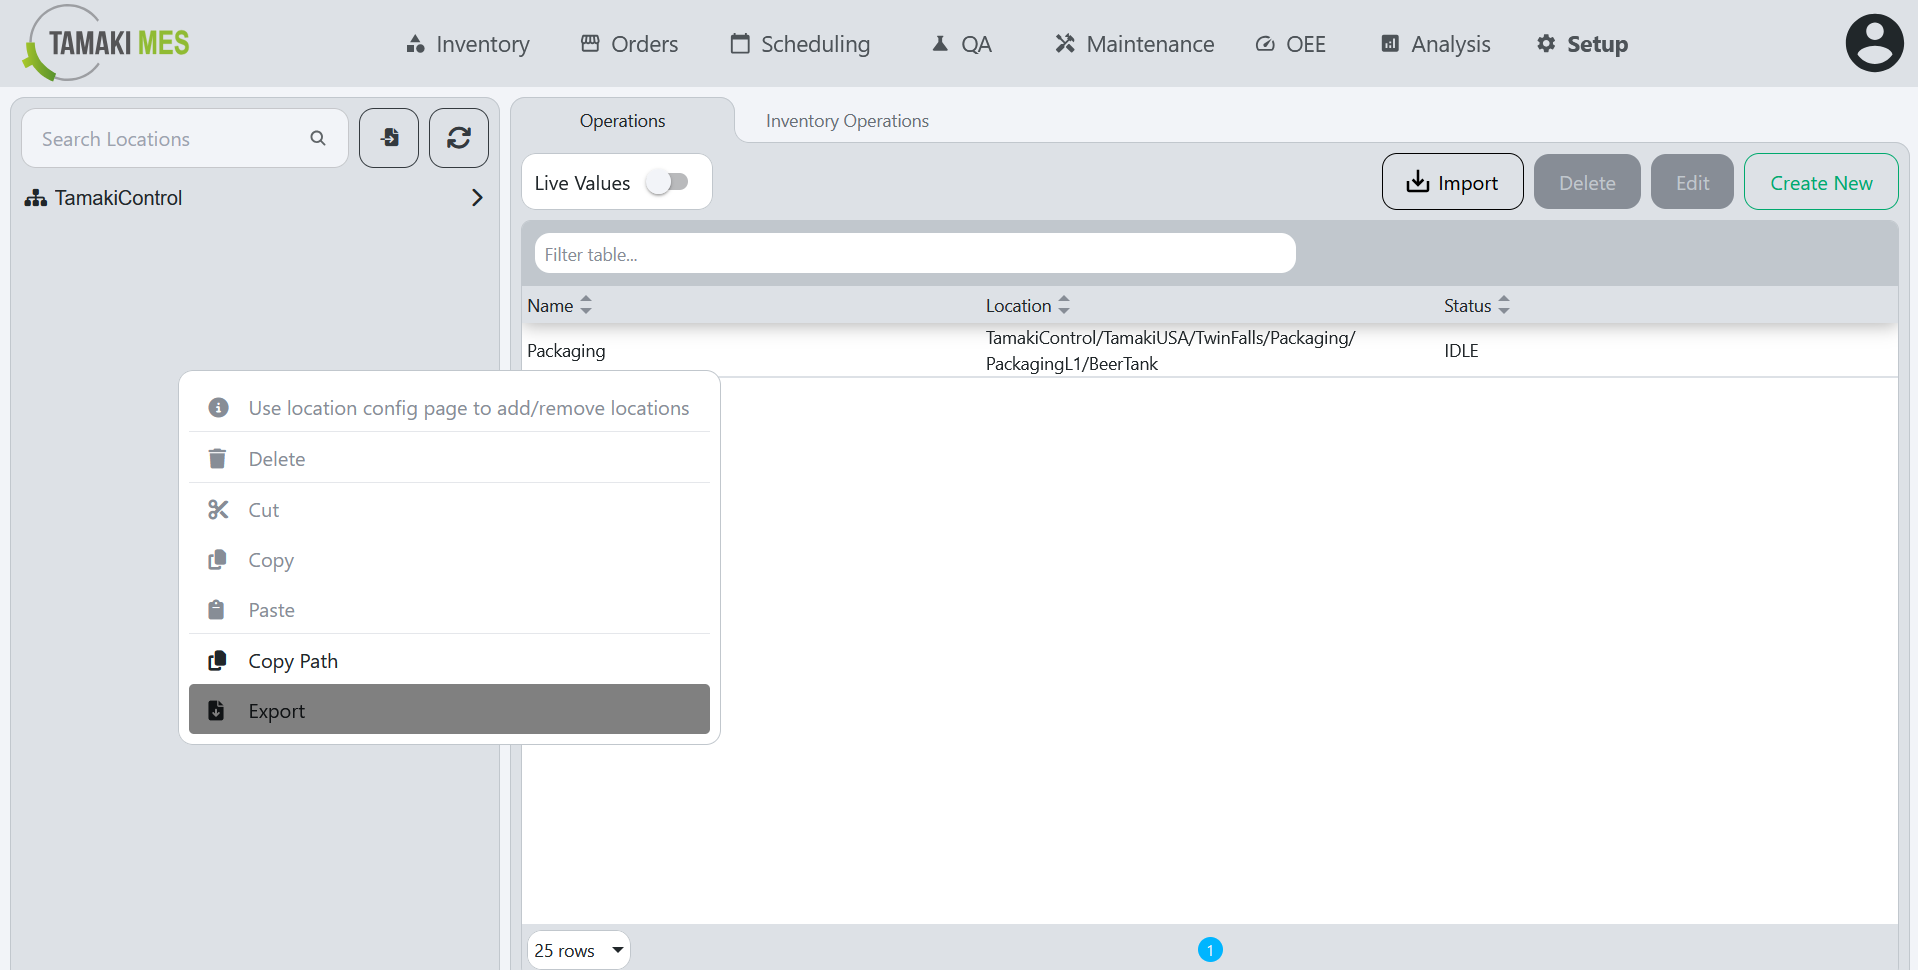 TAMAKI MES
Inventory
Orders
Scheduling
QA
Maintenance
OEE
Analysis
Setup
Search Locations
TamakiControl
Operations
Inventory Operations
Live Values
Import
Delete
Edit
Create New
Filter table...
Name
Location
Status
Packaging
TamakiControl/TamakiUSA/TwinFalls/Packaging/
PackagingL1/BeerTank
IDLE
Use location config page to add/remove locations
Delete
Cut
Copy
Paste
Copy Path
Export
25 rows
1